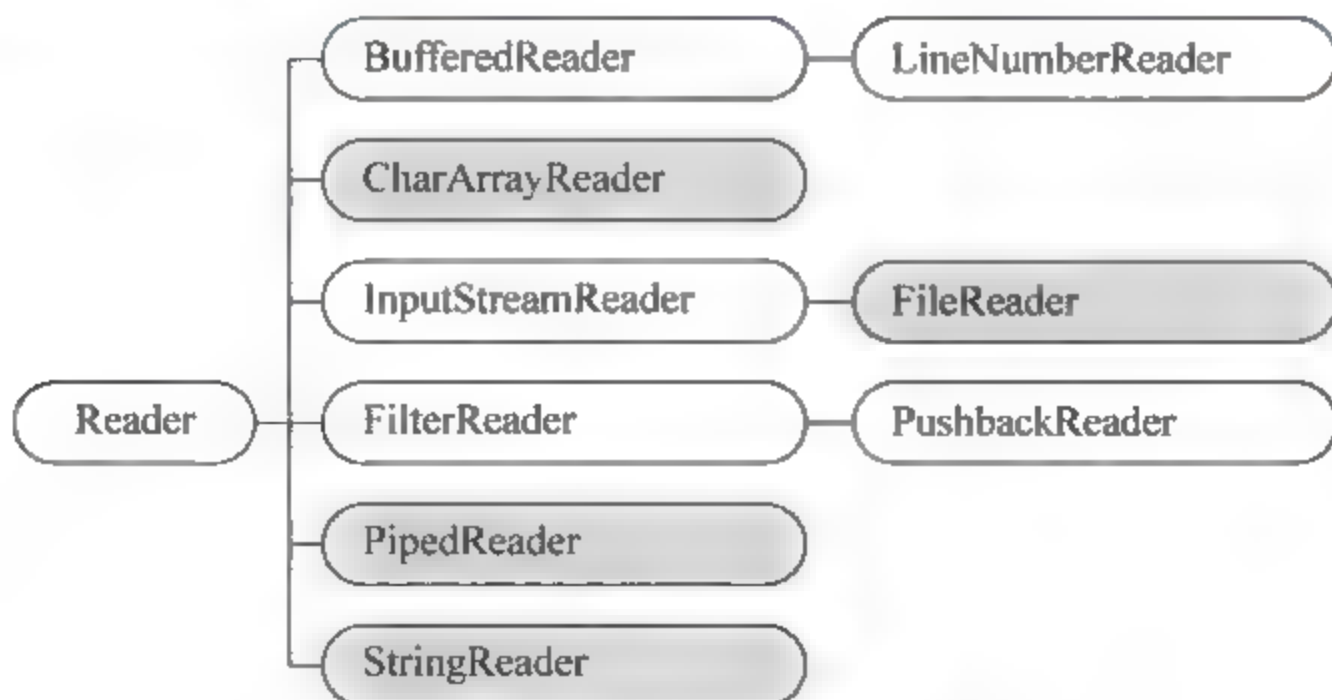 BufferedReader
LineNumberReader
CharArrayReader
InputStreamReader
FileReader
Reader
FilterReader
PushbackReader
PipedReader
StringReader